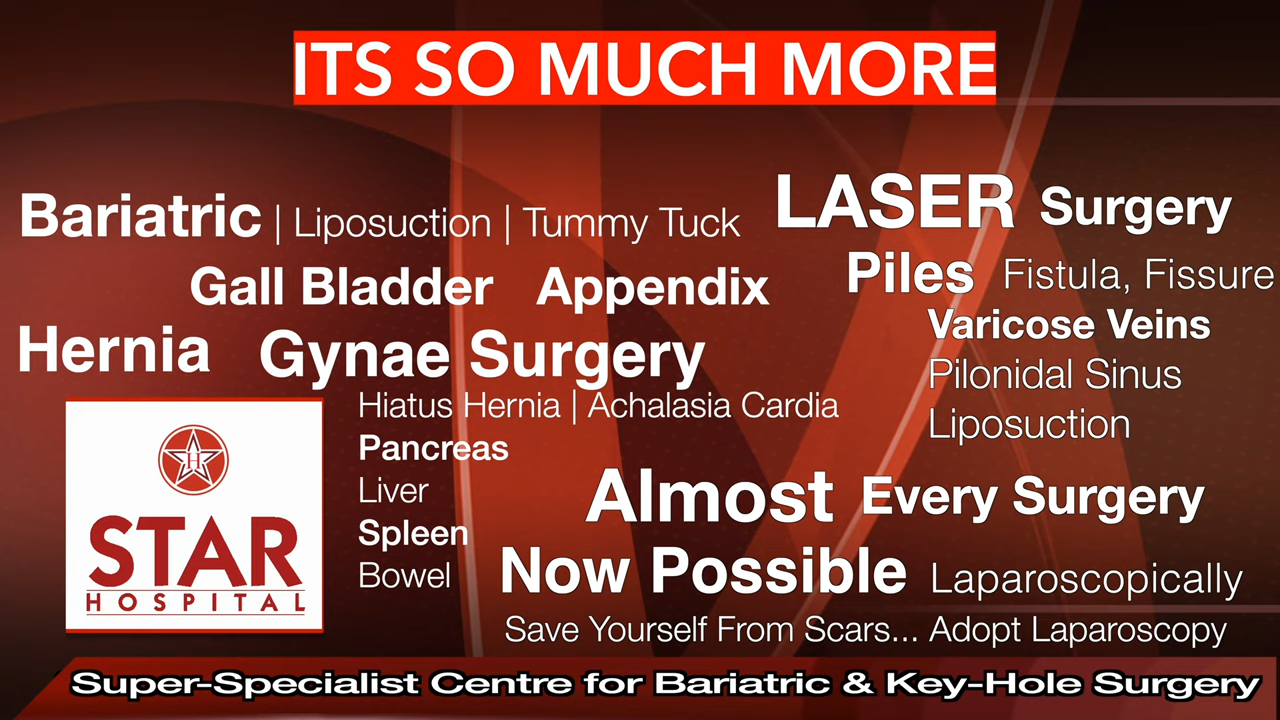 ITS SO MUCH MORE
Bariatric | Liposuction | Tummy Tuck
Gall Bladder Appendix
Hernia Gynae Surgery
Hiatus Hernia | Achalasia Cardia
Pancreas
Liver
Spleen
Bowel
LASER Surgery
Piles Fistula, Fissure
Varicose Veins
Pilonidal Sinus
Liposuction
Almost Every Surgery
Now Possible Laparoscopically
Save Yourself From Scars... Adopt Laparoscopy
H
STAR
HOSPITAL
Super-Specialist Centre for Bariatric & Key-Hole Surgery